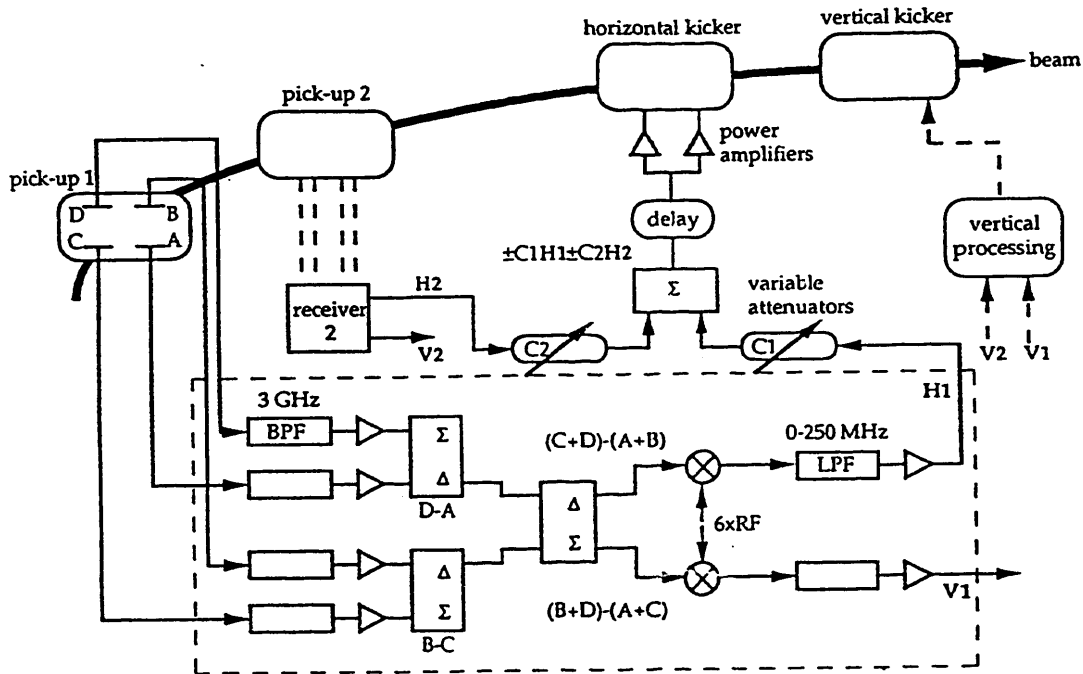 horizontal kicker
vertical kicker
beam
pick-up 2
power
amplifiers
pick-up 1
D
B
C
A
delay
vertical
processing
±C1H1±C2H2
Σ
variable
attenuators
H2
receiver
2
V2
C2
C1
V2
V1
H1
3 GHz
BPF
Σ
Δ
D-A
(C+D)-(A+B)
0-250 MHz
LPF
Δ
Σ
6xRF
Δ
Σ
B-C
(B+D)-(A+C)
V1